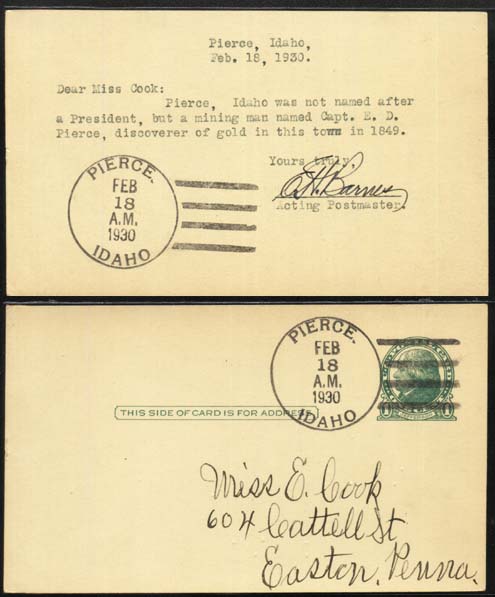 Pierce, Idaho,
Feb. 18, 1930.
Dear Miss Cook:
Pierce, Idaho was not named after
a President, but a mining man named Capt. E. D.
Pierce, discoverer of gold in this town in 1849.
Yours truly,
Barnes
Acting Postmaster.
PIERCE.
FEB
18
A.M.
1930
IDAHO
PIERCE.
FEB
18
A.M.
1930
IDAHO
THIS SIDE OF CARD IS FOR ADDRESS
Miss E. Cook
604 Cattell St
Easton, Penna.